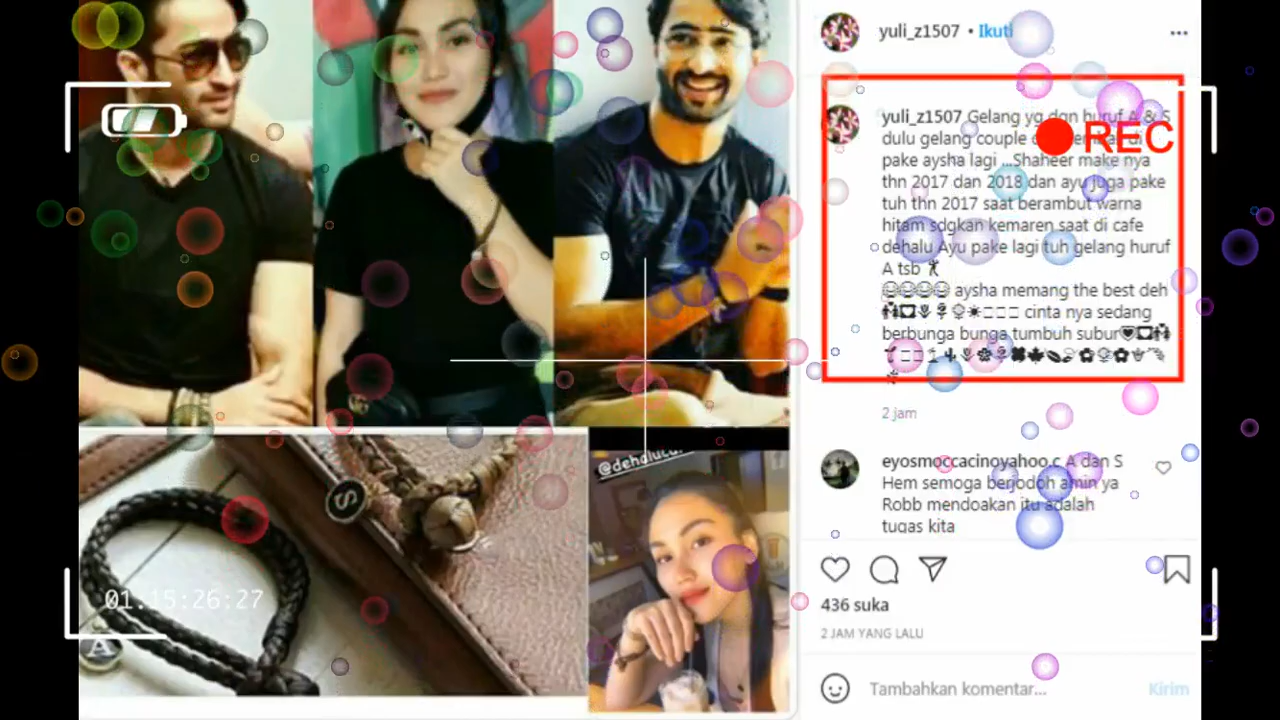 yuli_z1507 • Ikuti
yuli_z1507 Gelang yg dgn huruf A & S
dulu gelang couple di
REC
pake aysha lagi ...Shaheer make nya
thn 2017 dan 2018 dan ayu juga pake
tuh thn 2017 saat berambut warna
hitam sdgkan kemaren saat di cafe
dehalu Ayu pake lagi tuh gelang huruf
A tsb
aysha memang the best deh
cinta nya sedang
berbunga bunga tumbuh subur
2 jam
eyosmoccacinoyahoo.c A dan S
Hem semoga berjodoh amin ya
Robb mendoakan itu adalah
tugas kita
436 suka
2 JAM YANG LALU
Tambahkan komentar...
Kirim
S
A
01:15:26:27